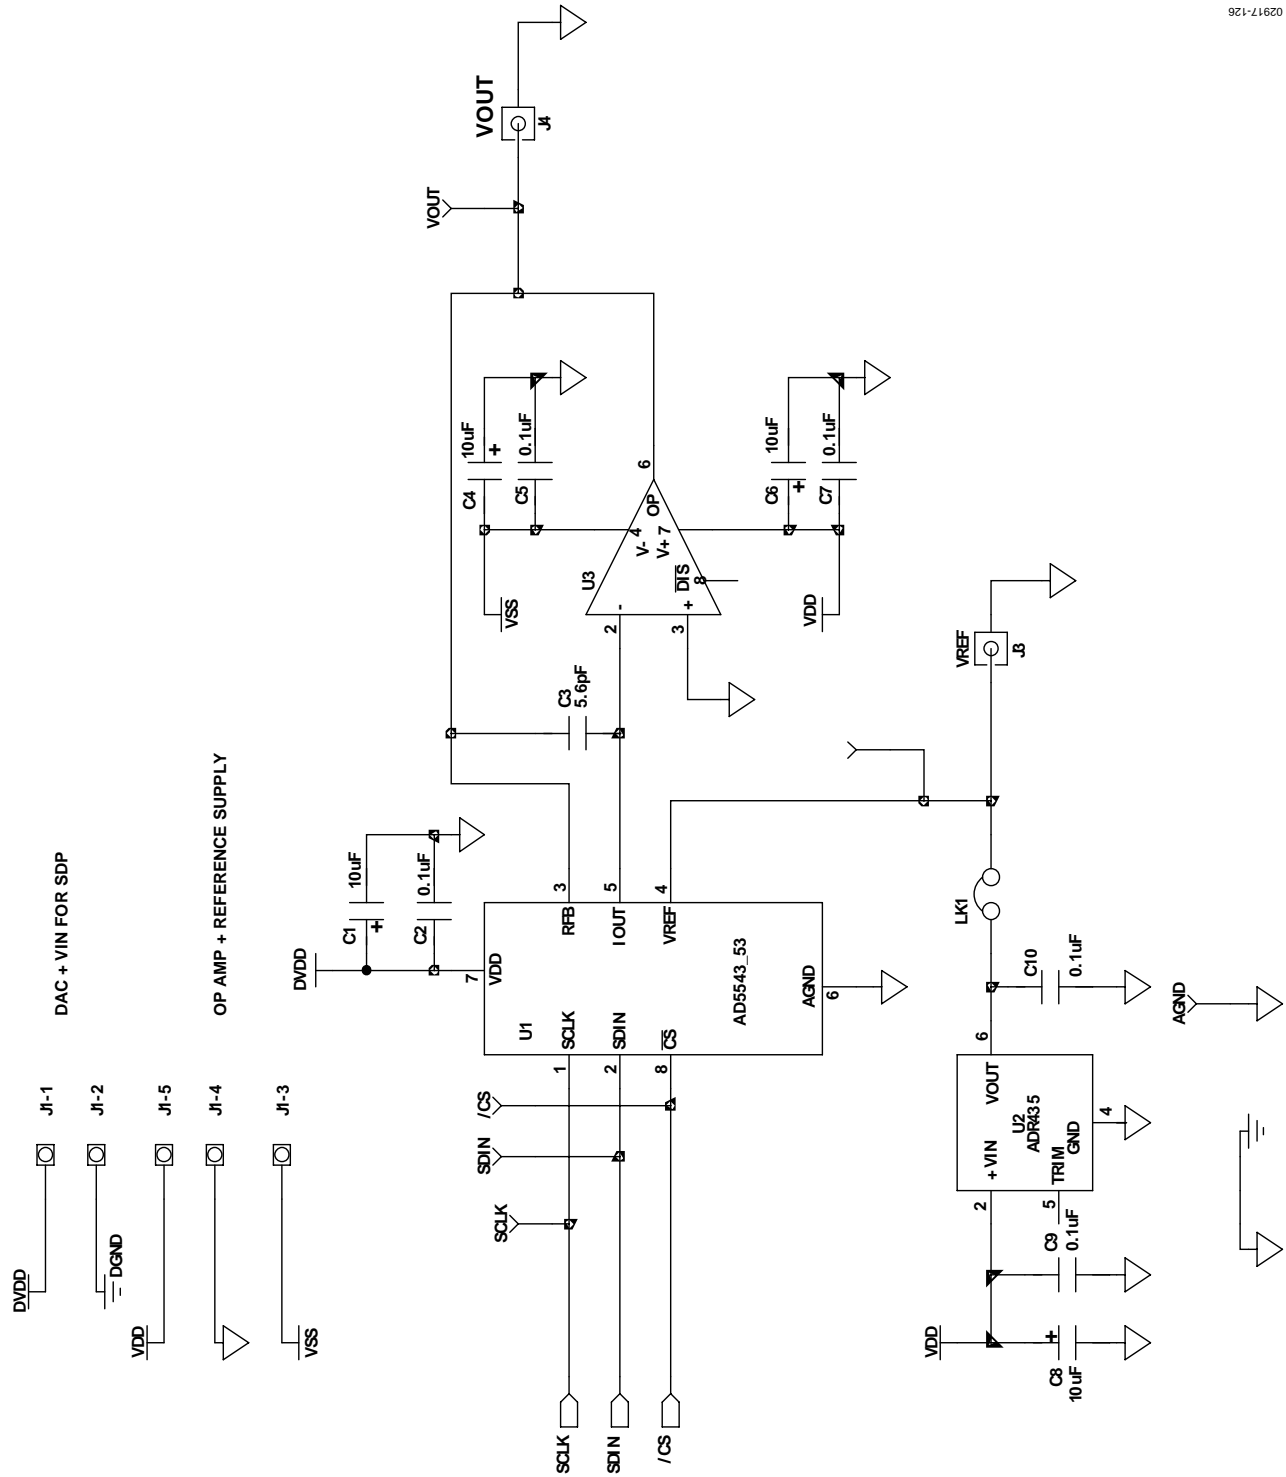 02917-126
VOUT
J4
VOUT
10uF
+
C4
0.1uF
C5
10uF
+
C6
0.1uF
C7
6
OP
4
V-
V+
7
U3
DIS
8
VSS
VDD
-
2
+
3
C3
5.6pF
VREF
J3
DAC + VIN FOR SDP
OP AMP + REFERENCE SUPPLY
10uF
C1
+
0.1uF
C2
DVDD
7
VDD
3
RFB
5
IOUT
4
VREF
U1
AD5543_53
AGND
6
SCLK
1
SDIN
2
CS
8
/CS
SDIN
SCLK
LK1
C10
0.1uF
AGND
6
VOUT
U2
ADR435
GND
4
+VIN
2
TRIM
5
C9
0.1uF
VDD
+
C8
10uF
J1-1
J1-2
J1-5
J1-4
J1-3
DVDD
DGND
VDD
VSS
SCLK
SDIN
/CS